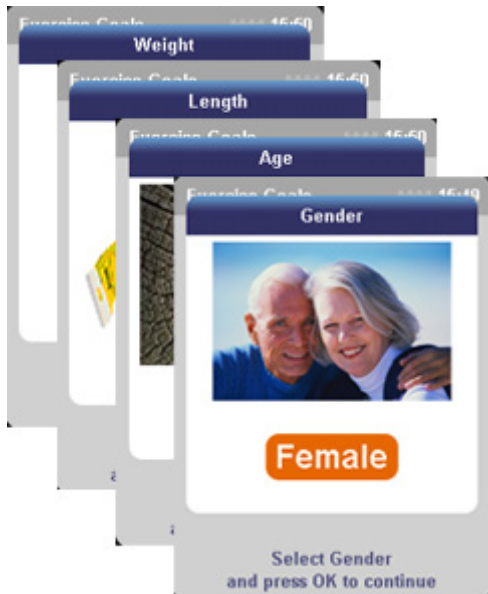 Exercise Goals 15:50
Weight
Exercise Goals 15:50
Length
Exercise Goals 15:50
Age
Exercise Goals 15:49
Gender
Female
Select Gender
and press OK to continue